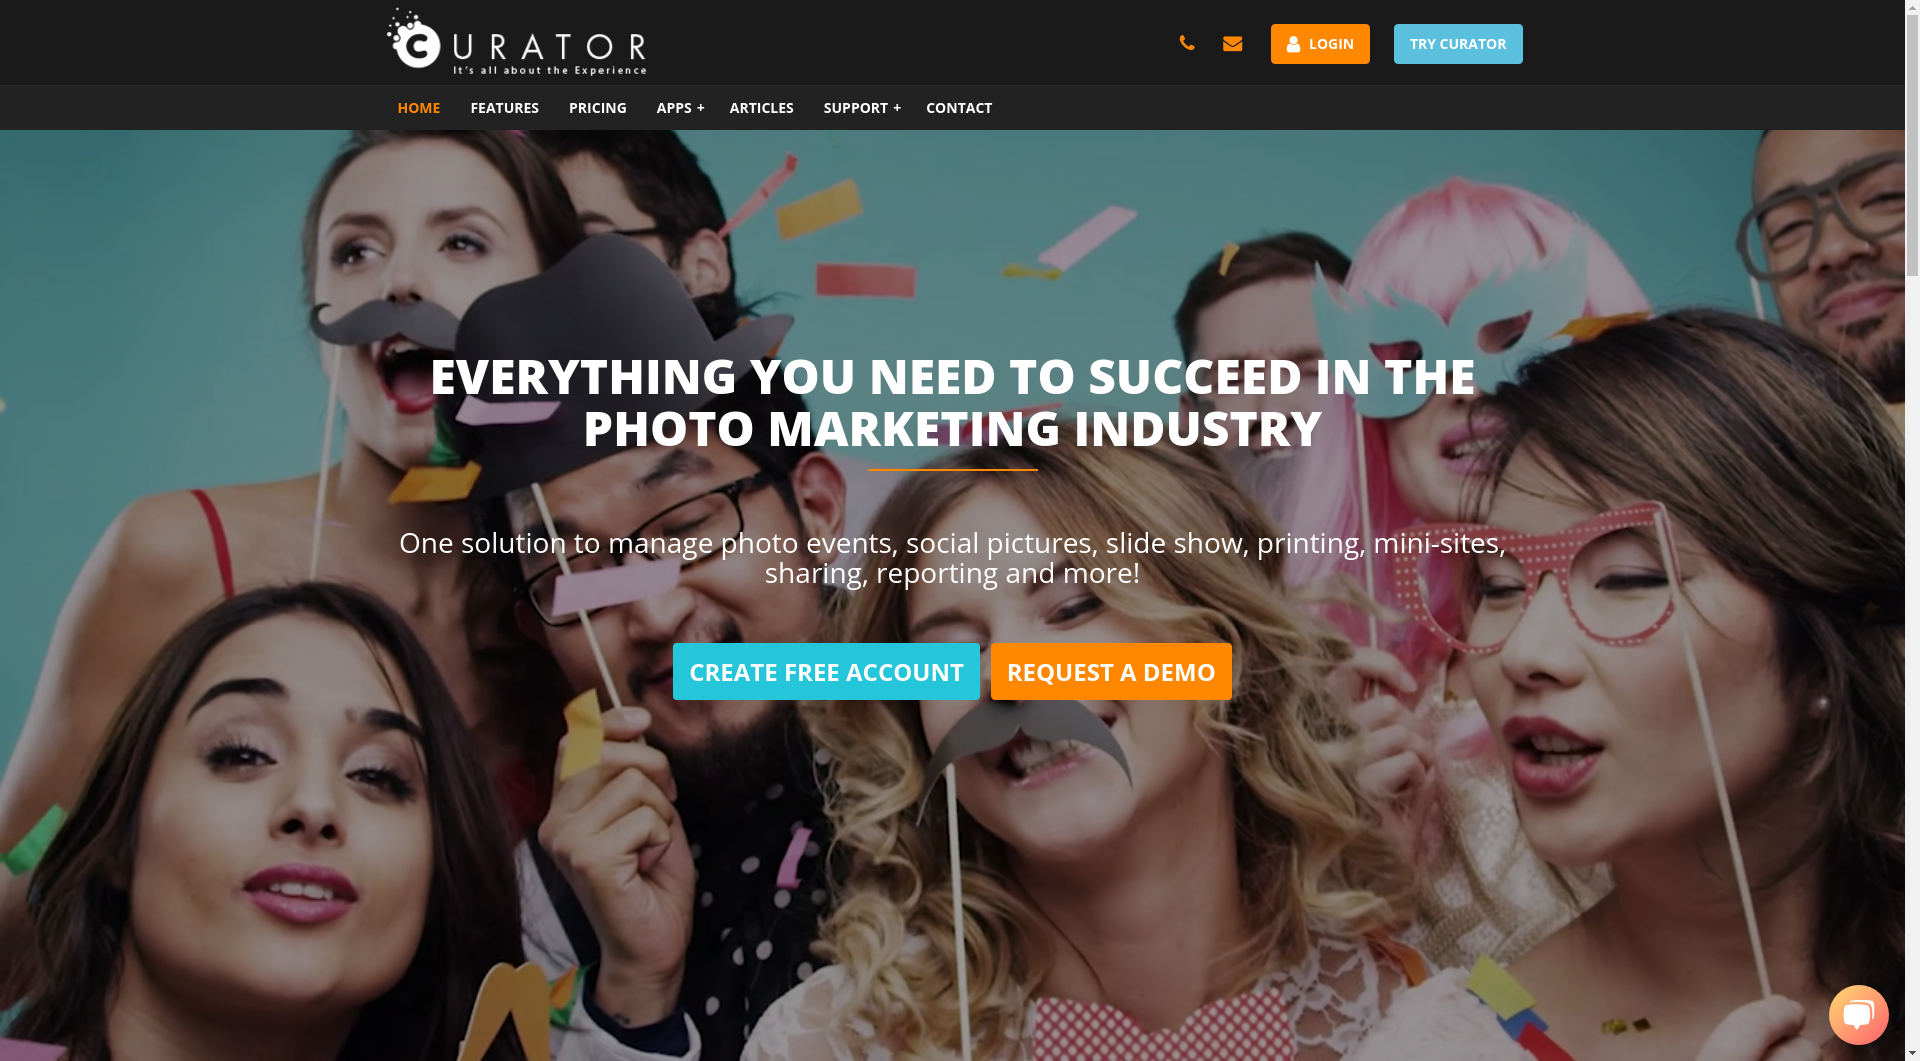 CURATOR
It's all about the Experience
LOGIN
TRY CURATOR
HOME FEATURES PRICING APPS + ARTICLES SUPPORT + CONTACT
EVERYTHING YOU NEED TO SUCCEED IN THE
PHOTO MARKETING INDUSTRY
One solution to manage photo events, social pictures, slide show, printing, mini-sites,
sharing, reporting and more!
CREATE FREE ACCOUNT REQUEST A DEMO